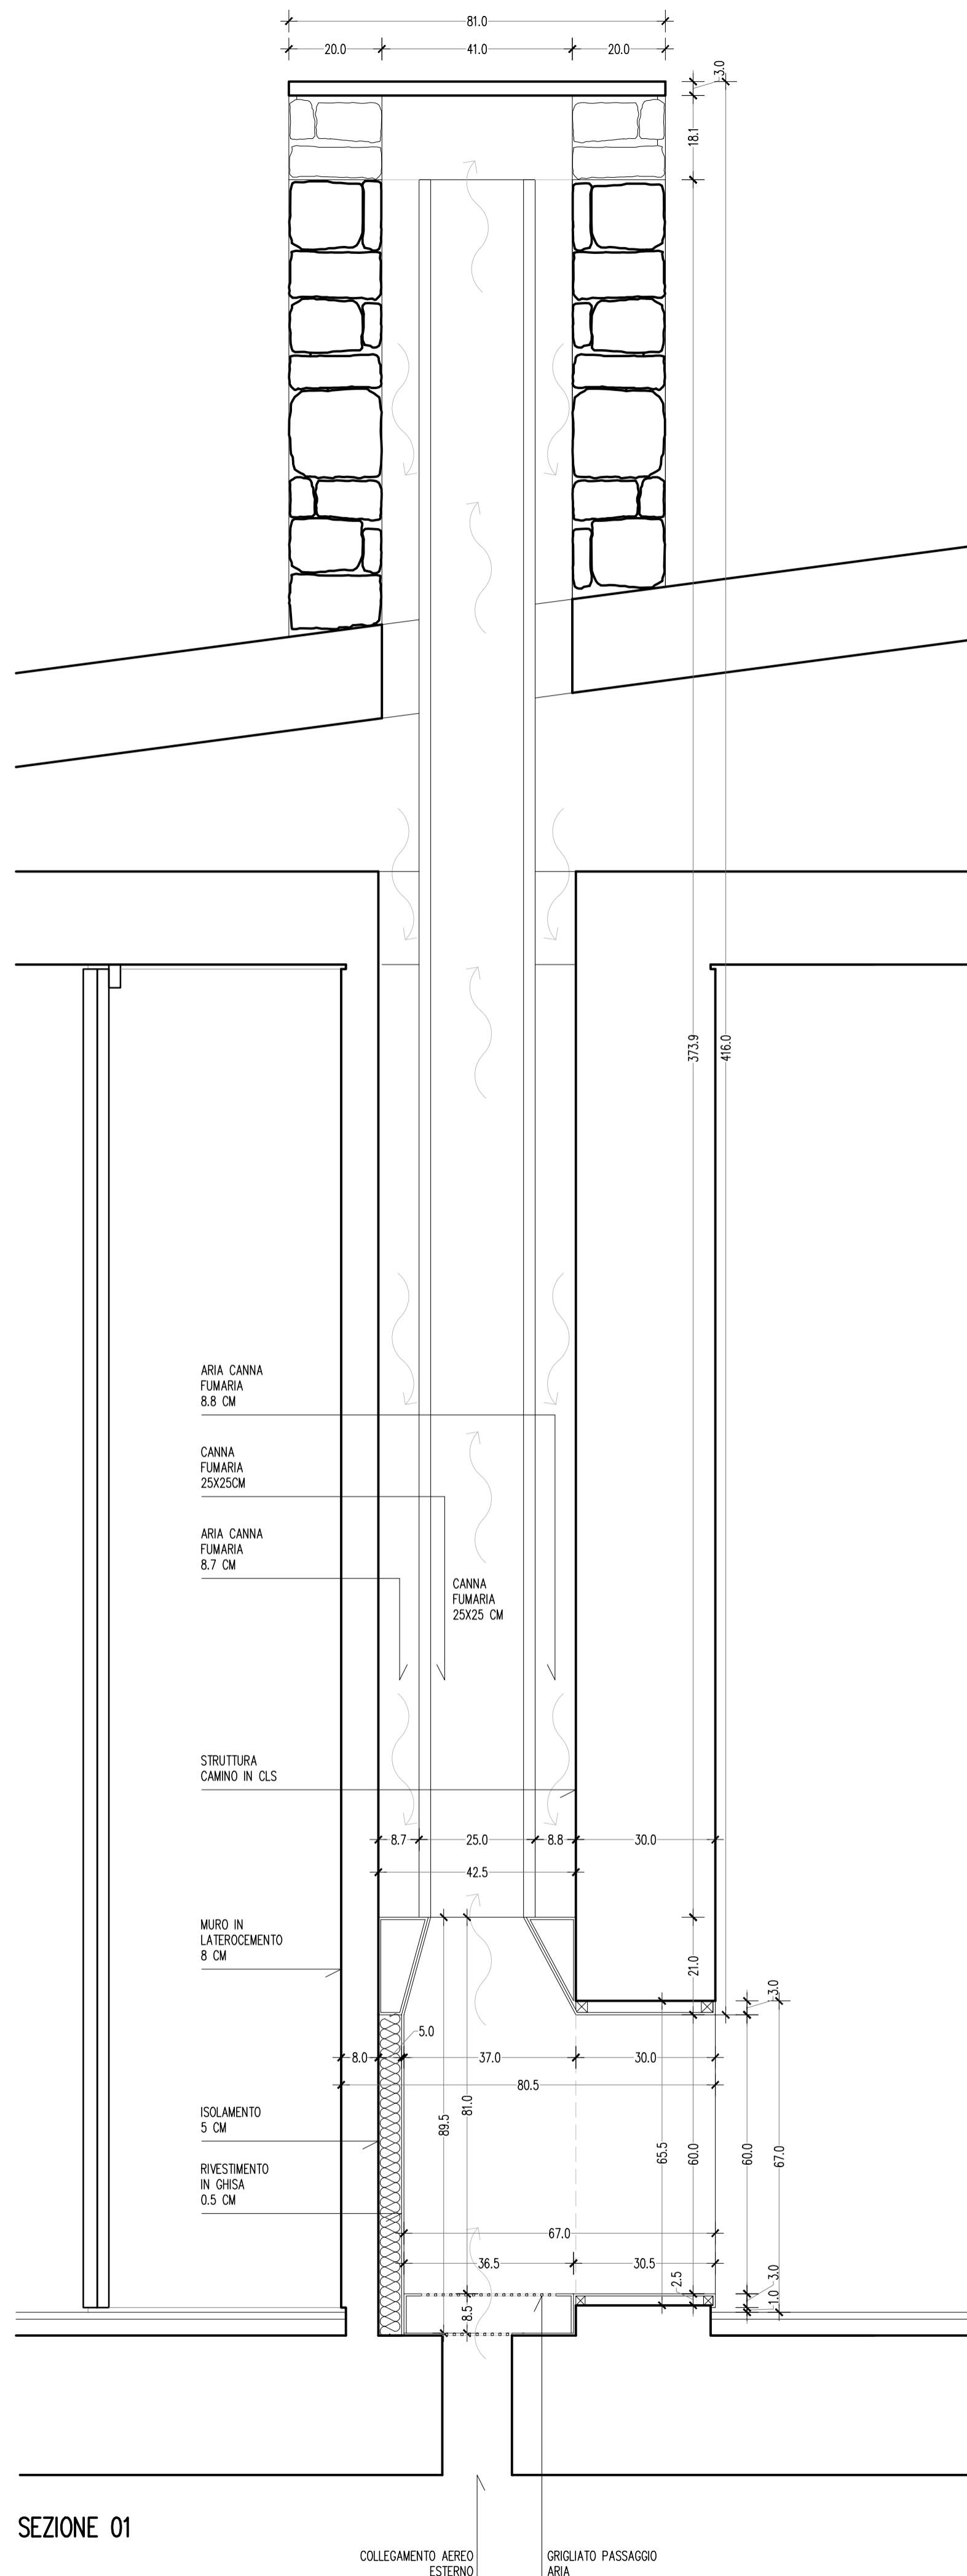 81.0
20.0
41.0
20.0
3.0
18.1
373.9
416.0
ARIA CANNA
FUMARIA
8.8 CM
CANNA
FUMARIA
25X25CM
ARIA CANNA
FUMARIA
8.7 CM
CANNA
FUMARIA
25X25 CM
STRUTTURA
CAMINO IN CLS
8.7
25.0
8.8
30.0
42.5
MURO IN
LATEROCEMENTO
8 CM
21.0
3.0
5.0
8.0
37.0
30.0
80.5
81.0
89.5
ISOLAMENTO
5 CM
65.5
60.0
60.0
67.0
RIVESTIMENTO
IN GHISA
0.5 CM
67.0
36.5
30.5
2.5
3.0
1.0
8.5
SEZIONE 01
COLLEGAMENTO AEREO
ESTERNO
GRIGLIATO PASSAGGIO
ARIA